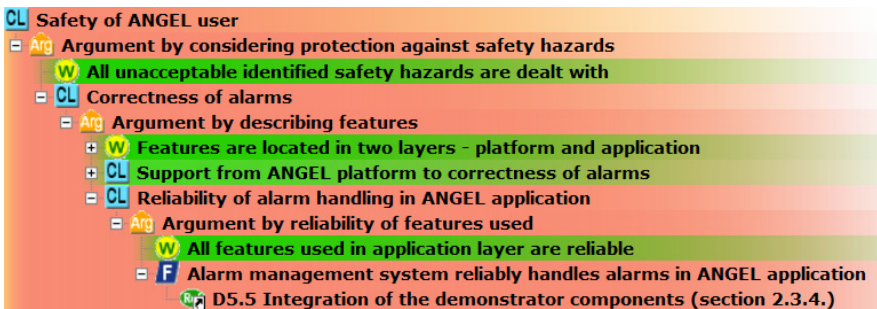 CL Safety of ANGEL user
Arg Argument by considering protection against safety hazards
W All unacceptable identified safety hazards are dealt with
CL Correctness of alarms
Arg Argument by describing features
W Features are located in two layers - platform and application
CL Support from ANGEL platform to correctness of alarms
CL Reliability of alarm handling in ANGEL application
Arg Argument by reliability of features used
W All features used in application layer are reliable
F Alarm management system reliably handles alarms in ANGEL application
D5.5 Integration of the demonstrator components (section 2.3.4.)